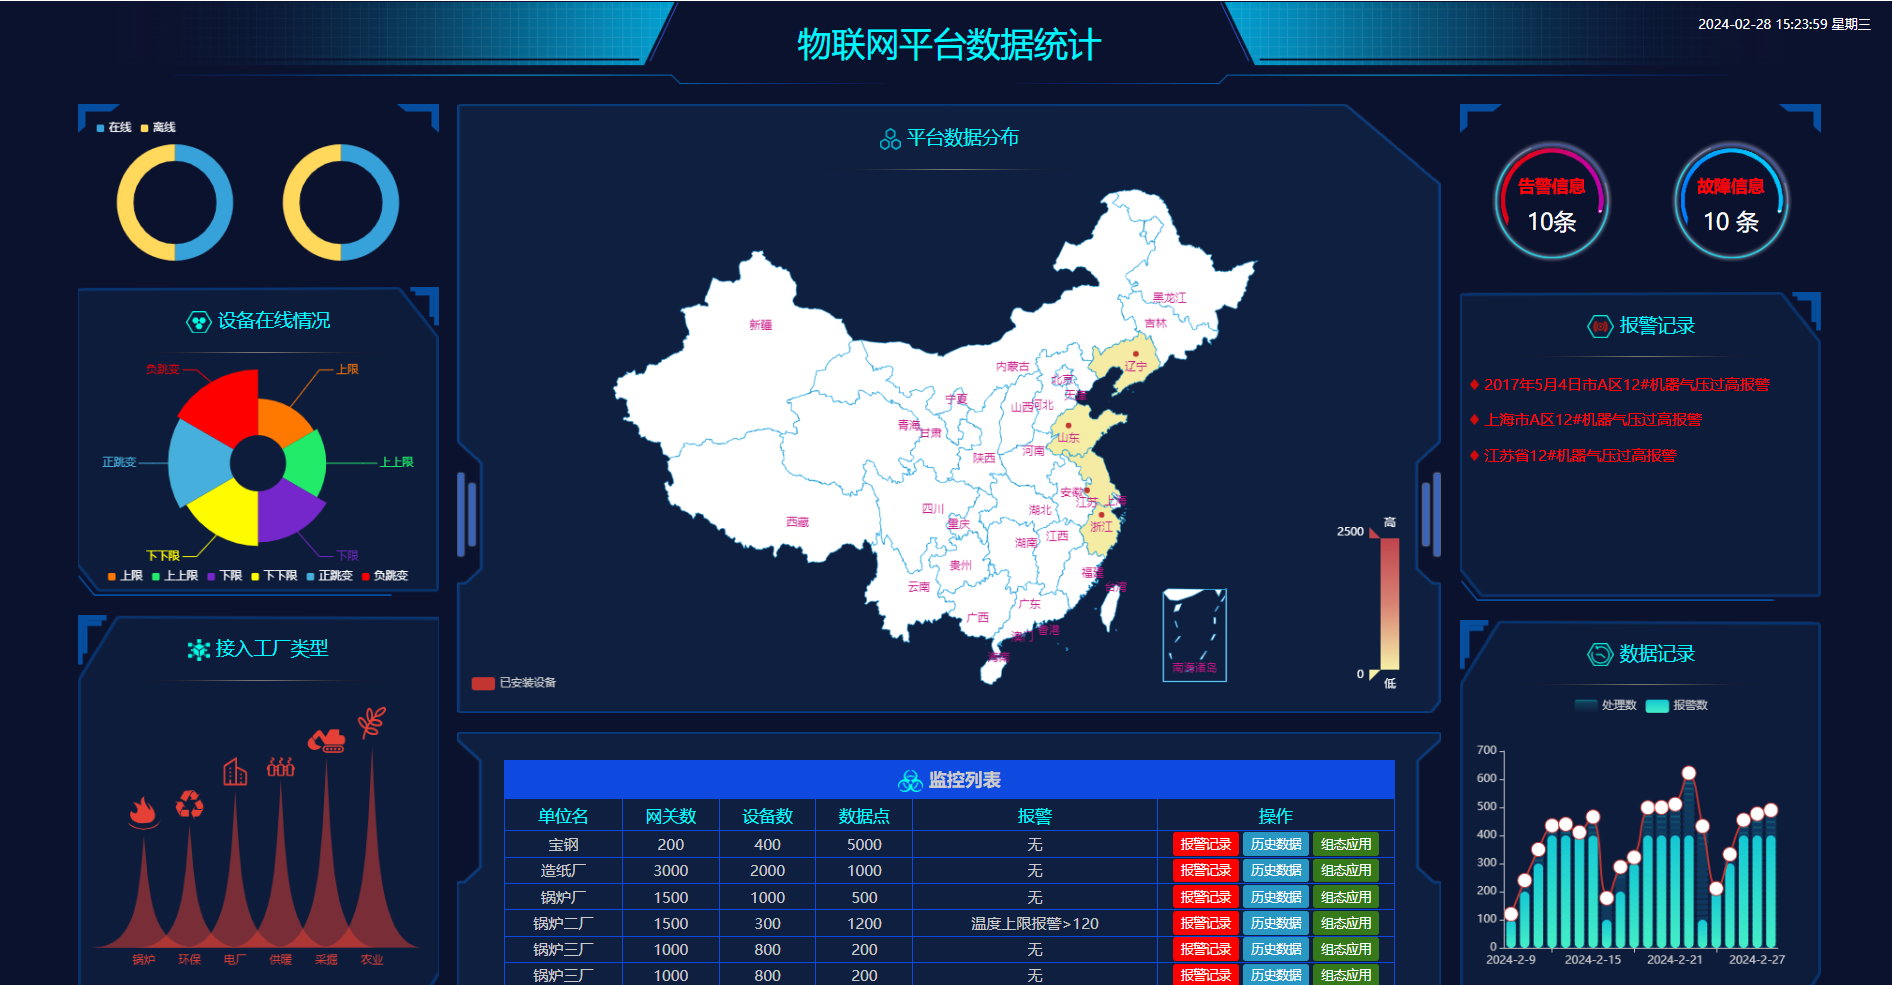 物联网平台数据统计
2024-02-28 15:23:59 星期三
在线 离线
设备在线情况
负跳变 上限
正跳变 上上限
下下限 下限
上限 上上限 下限 下下限 正跳变 负跳变
接入工厂类型
锅炉 环保 电厂 供暖 采掘 农业
平台数据分布
黑龙江
吉林
新疆
辽宁
内蒙古
北京
天津
宁夏
山西
河北
青海
甘肃
山东
河南
陕西
安徽
江苏
上海
四川
湖北
重庆
西藏
浙江
湖南
江西
贵州
福建
云南
台湾
广东
广西
香港
澳门
海南
南海诸岛
已安装设备
高
2500
0
低
监控列表
单位名 网关数 设备数 数据点 报警 操作
宝钢 200 400 5000 无 报警记录 历史数据 组态应用
造纸厂 3000 2000 1000 无 报警记录 历史数据 组态应用
锅炉厂 1500 1000 500 无 报警记录 历史数据 组态应用
锅炉二厂 1500 300 1200 温度上限报警>120 报警记录 历史数据 组态应用
锅炉三厂 1000 800 200 无 报警记录 历史数据 组态应用
锅炉三厂 1000 800 200 无 报警记录 历史数据 组态应用
告警信息
10条
故障信息
10 条
报警记录
2017年5月4日市A区12#机器气压过高报警
上海市A区12#机器气压过高报警
江苏省12#机器气压过高报警
数据记录
处理数 报警数
700
600
500
400
300
200
100
0
2024-2-9 2024-2-15 2024-2-21 2024-2-27